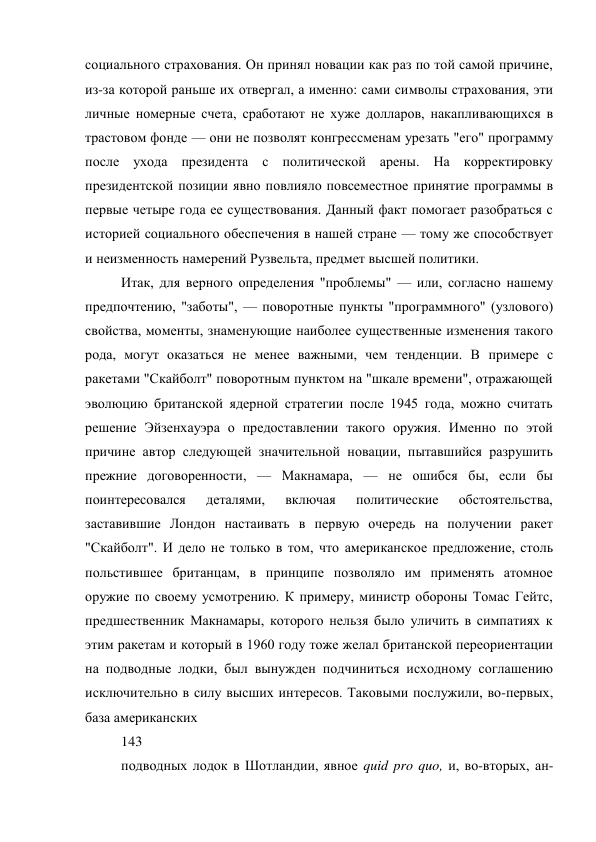 социального страхования. Он принял новации как раз по той самой причине,
из-за которой раньше их отвергал, а именно: сами символы страхования, эти
личные номерные счета, сработают не хуже долларов, накапливающихся в
трастовом фонде — они не позволят конгрессменам урезать "его" программу
после ухода президента с политической арены. На корректировку
президентской позиции явно повлияло повсеместное принятие программы в
первые четыре года ее существования. Данный факт помогает разобраться с
историей социального обеспечения в нашей стране — тому же способствует
и неизменность намерений Рузвельта, предмет высшей политики.
Итак, для верного определения "проблемы" — или, согласно нашему
предпочтению, "заботы", — поворотные пункты "программного" (узлового)
свойства, моменты, знаменующие наиболее существенные изменения такого
рода, могут оказаться не менее важными, чем тенденции. В примере с
ракетами "Скайболт" поворотным пунктом на "шкале времени", отражающей
эволюцию британской ядерной стратегии после 1945 года, можно считать
решение Эйзенхауэра о предоставлении такого оружия. Именно по этой
причине автор следующей значительной новации, пытавшийся разрушить
прежние договоренности, — Макнамара, — не ошибся бы, если бы
поинтересовался деталями, включая политические обстоятельства,
заставившие Лондон настаивать в первую очередь на получении ракет
"Скайболт". И дело не только в том, что американское предложение, столь
польстившее британцам, в принципе позволяло им применять атомное
оружие по своему усмотрению. К примеру, министр обороны Томас Гейтс,
предшественник Макнамары, которого нельзя было уличить в симпатиях к
этим ракетам и который в 1960 году тоже желал британской переориентации
на подводные лодки, был вынужден подчиниться исходному соглашению
исключительно в силу высших интересов. Таковыми послужили, во-первых,
база американских
143
подводных лодок в Шотландии, явное quid pro quo, и, во-вторых, ан-